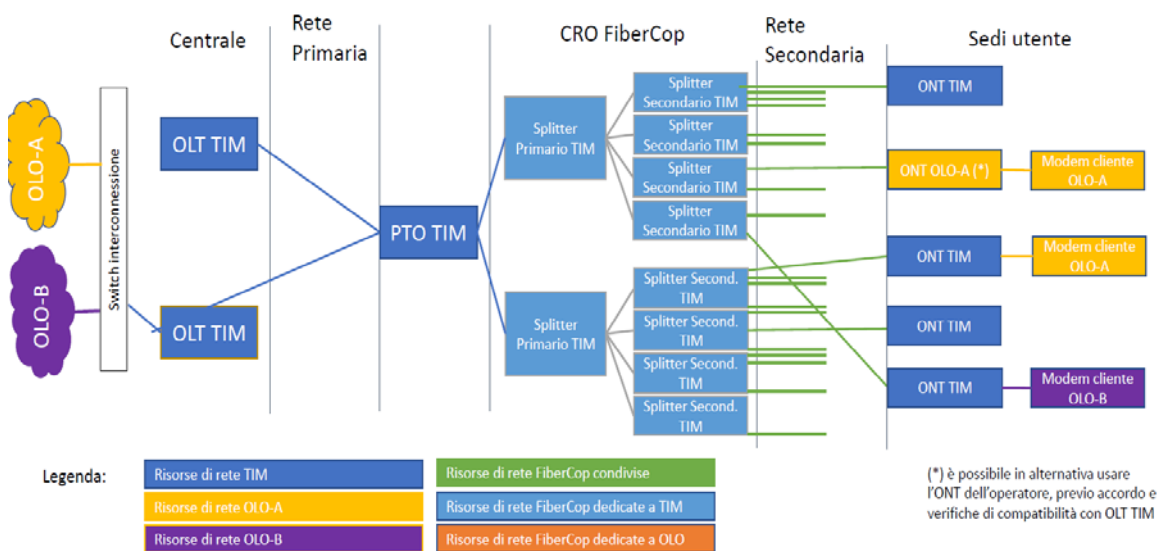 Centrale
Rete
Primaria
CRO FiberCop
Rete
Secondaria
Sedi utente
OLO-A
OLO-B
Switch interconnessione
OLT TIM
OLT TIM
PTO TIM
Splitter
Primario TIM
Splitter
Primario TIM
Splitter
Secondario TIM
Splitter
Secondario TIM
Splitter
Secondario TIM
Splitter
Secondario TIM
Splitter Second.
TIM
Splitter Second.
TIM
Splitter Second.
TIM
Splitter Second.
TIM
ONT TIM
ONT OLO-A (*)
Modem cliente
OLO-A
ONT TIM
Modem cliente
OLO-A
ONT TIM
ONT TIM
Modem cliente
OLO-B
Legenda:
Risorse di rete TIM
Risorse di rete OLO-A
Risorse di rete OLO-B
Risorse di rete FiberCop condivise
Risorse di rete FiberCop dedicate a TIM
Risorse di rete FiberCop dedicate a OLO
(*) è possibile in alternativa usare
l'ONT dell'operatore, previo accordo e
verifiche di compatibilità con OLT TIM